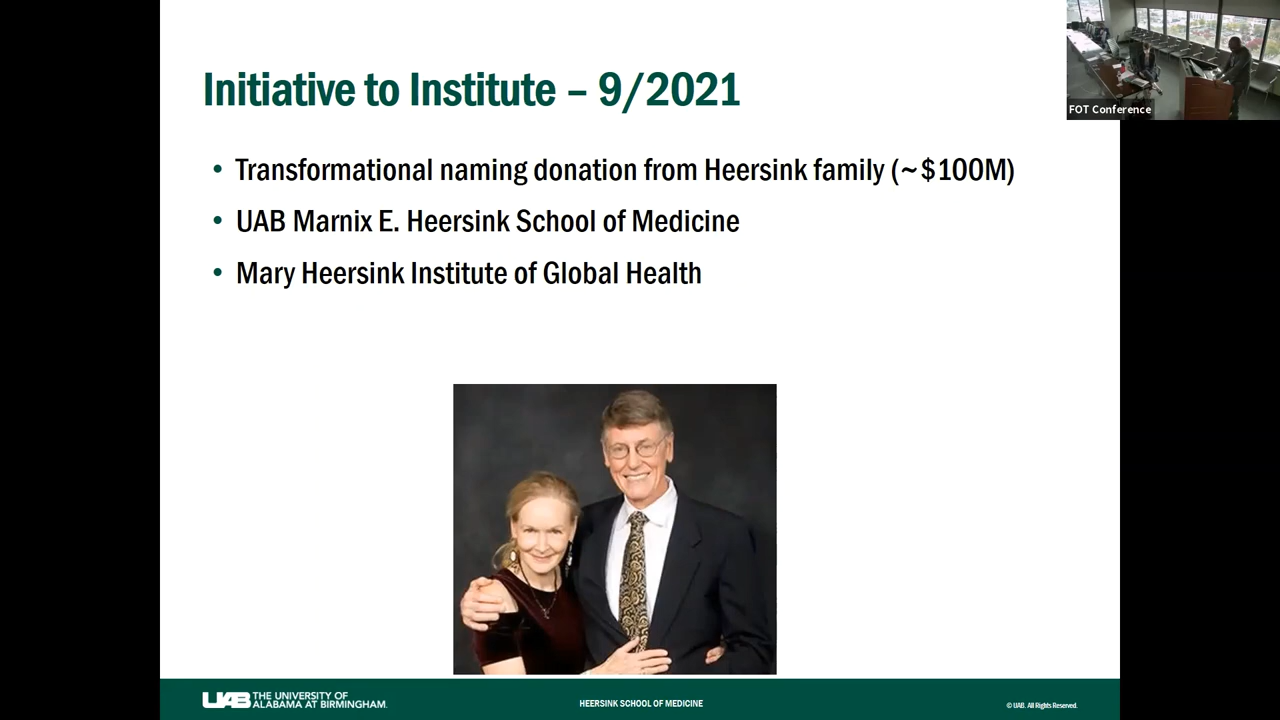 Initiative to Institute – 9/2021
• Transformational naming donation from Heersink family (~$100M)
• UAB Marnix E. Heersink School of Medicine
• Mary Heersink Institute of Global Health
FOT Conference
UAB THE UNIVERSITY OF
ALABAMA AT BIRMINGHAM.
HEERSINK SCHOOL OF MEDICINE
© UAB. All Rights Reserved.